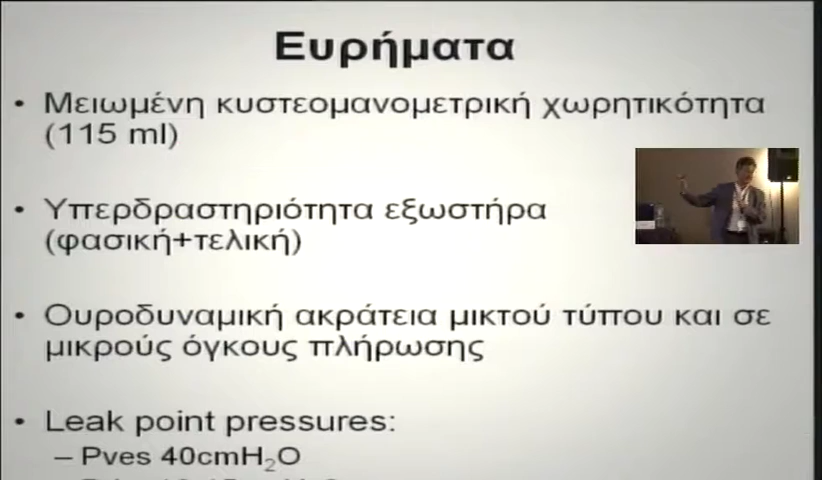 Ευρήματα
• Μειωμένη κυστεομανομετρική χωρητικότητα
(115 ml)
• Υπερδραστηριότητα εξωστήρα
(φασική+τελική)
• Ουροδυναμική ακράτεια μικτού τύπου και σε
μικρούς όγκους πλήρωσης
• Leak point pressures:
– Pves 40cmH₂O